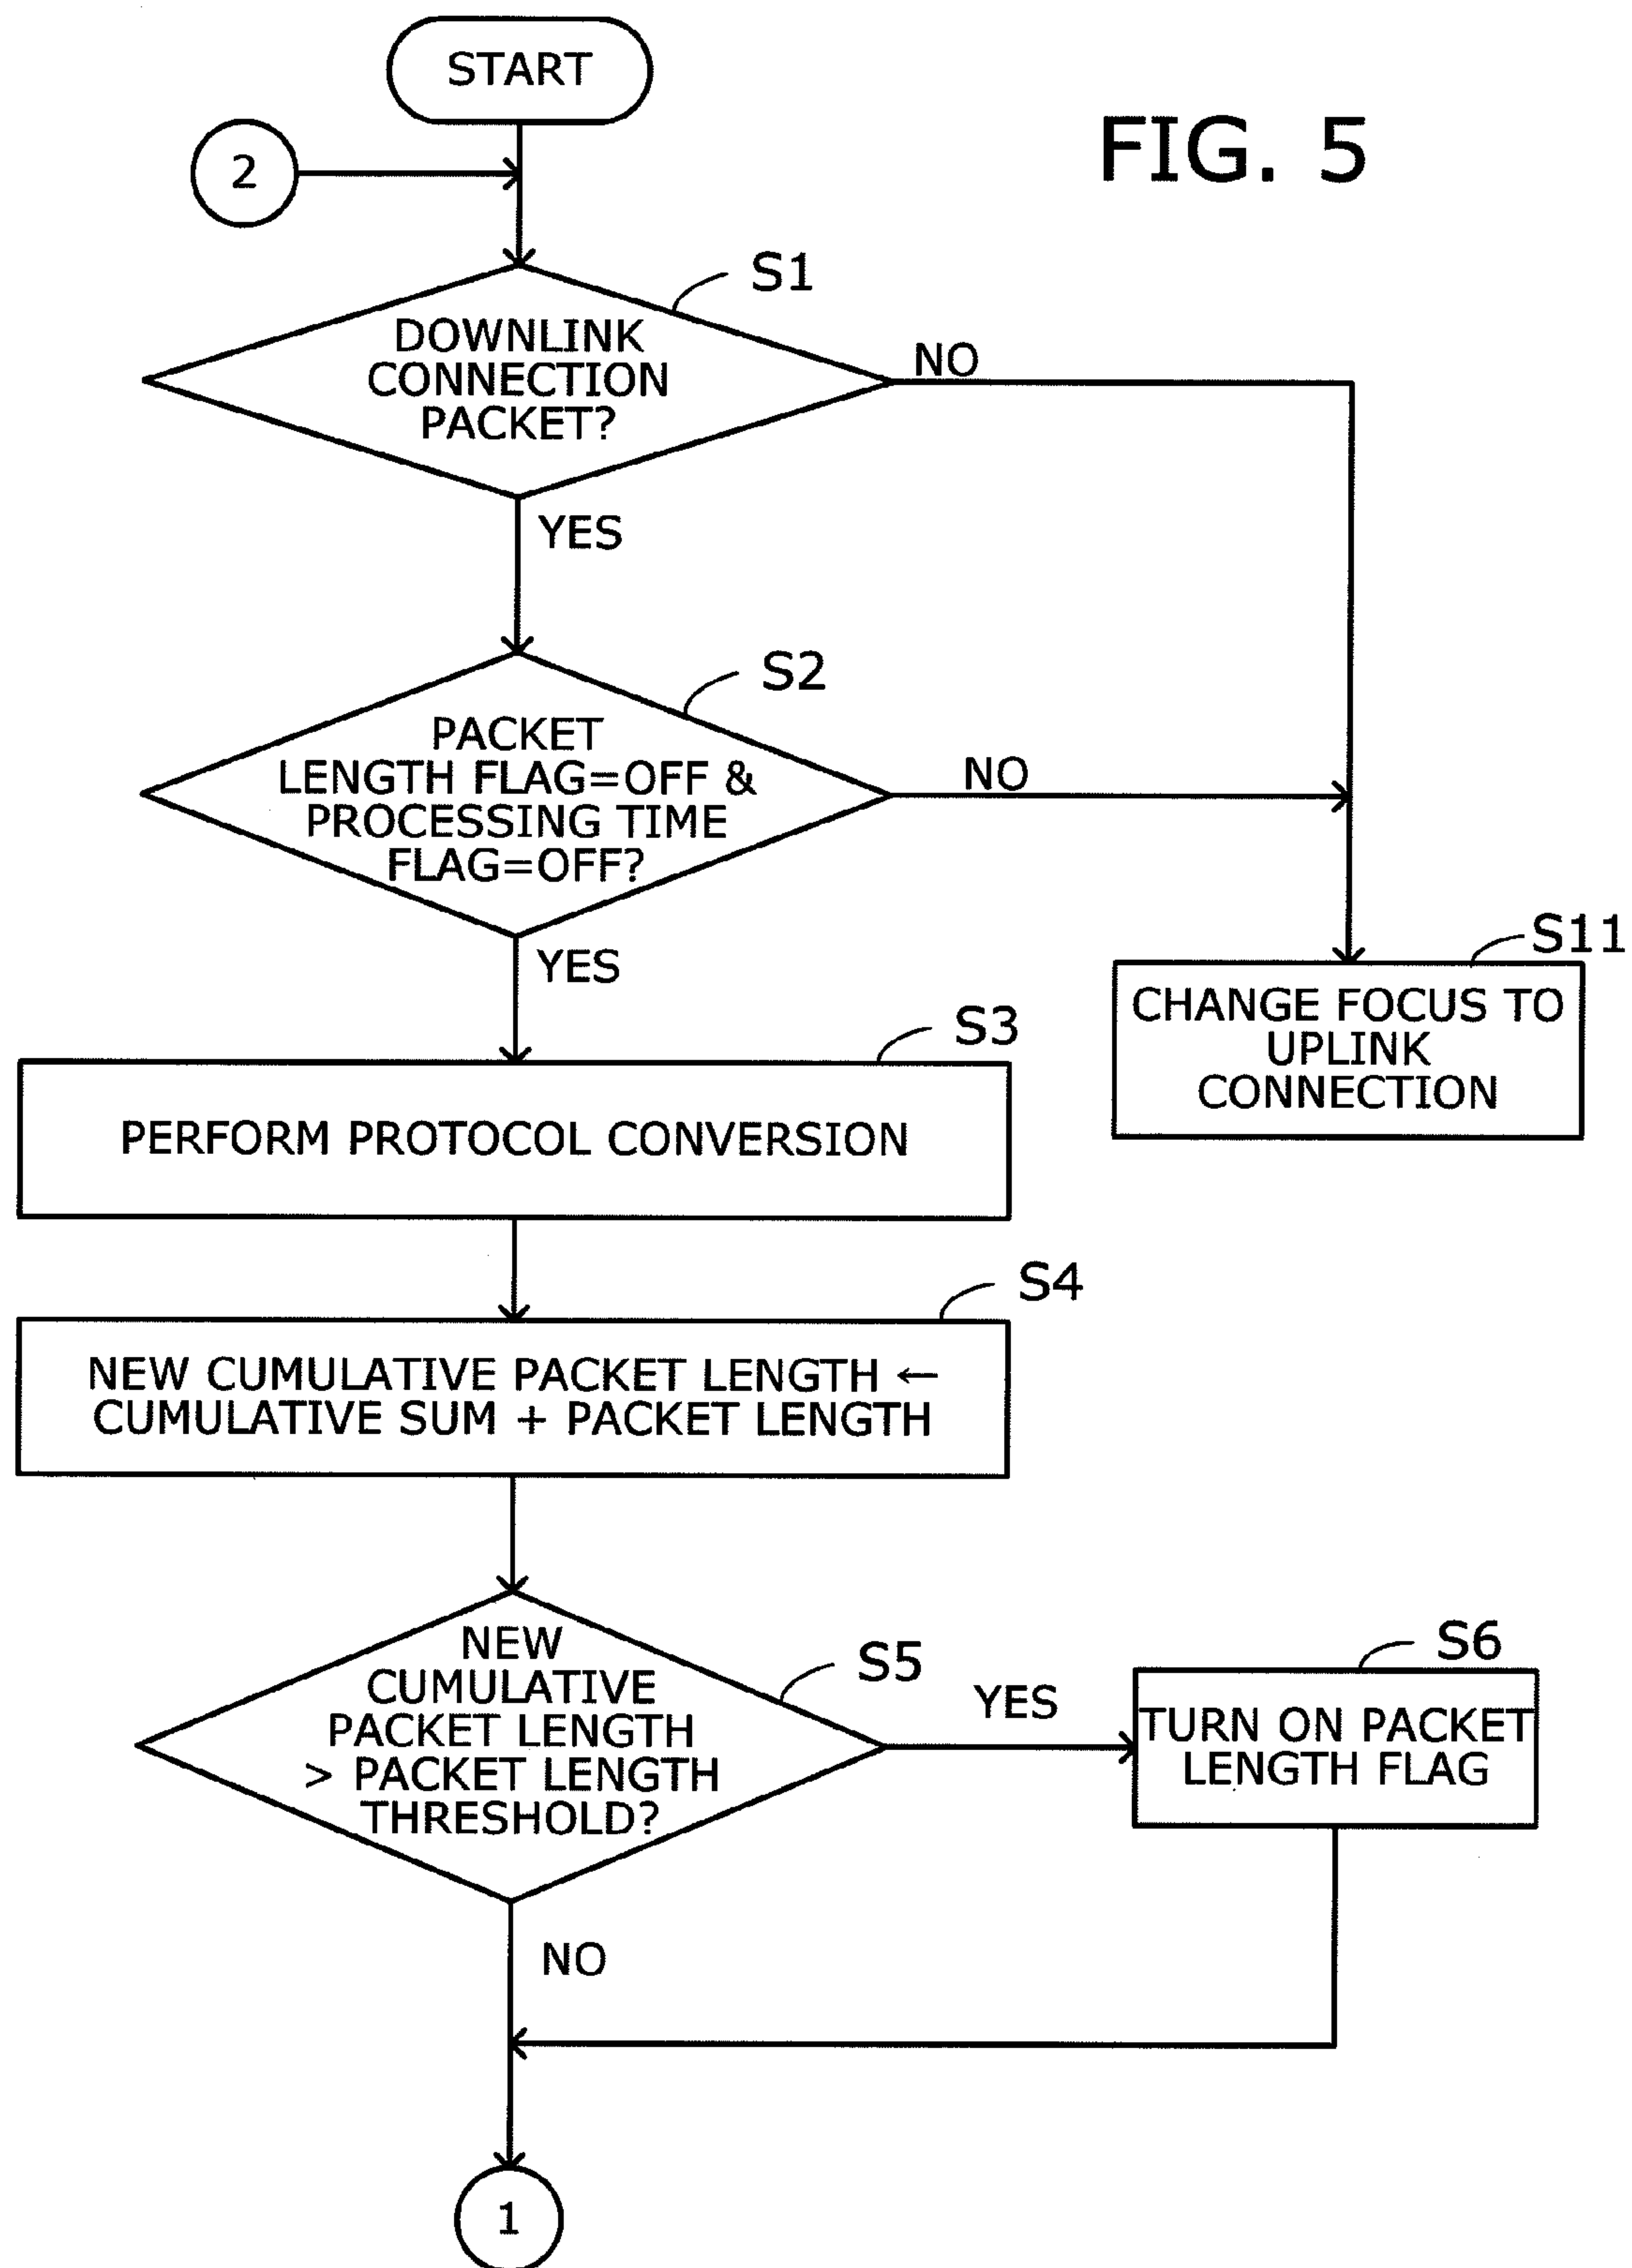 START
FIG. 5
2
S1
DOWNLINK
CONNECTION
PACKET?
NO
YES
S2
PACKET
LENGTH FLAG=OFF &
PROCESSING TIME
FLAG=OFF?
NO
YES
S11
CHANGE FOCUS TO
UPLINK
CONNECTION
S3
PERFORM PROTOCOL CONVERSION
S4
NEW CUMULATIVE PACKET LENGTH ←
CUMULATIVE SUM + PACKET LENGTH
S5
NEW
CUMULATIVE
PACKET LENGTH
> PACKET LENGTH
THRESHOLD?
YES
S6
TURN ON PACKET
LENGTH FLAG
NO
1